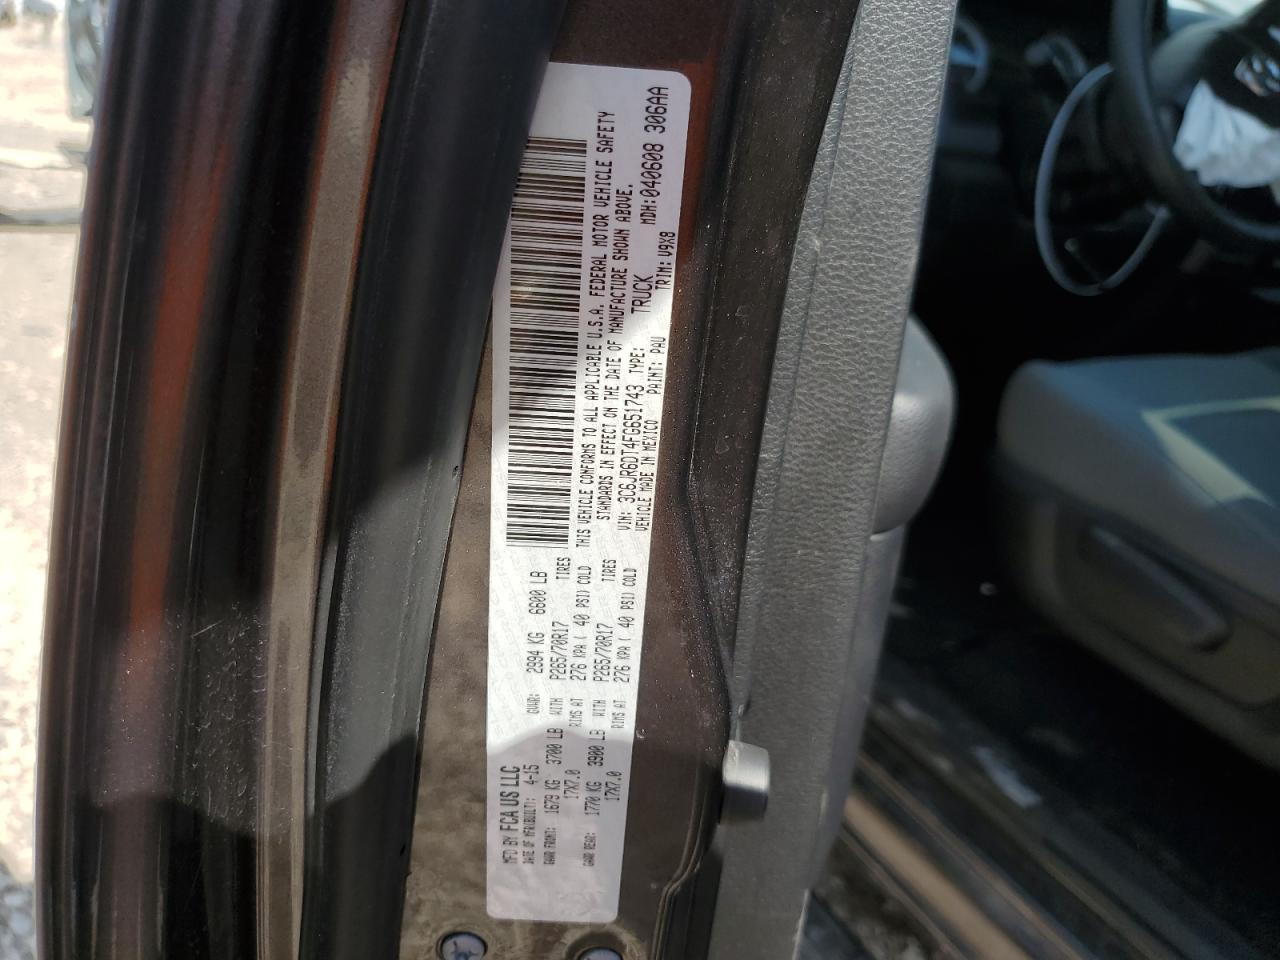 MFD BY FCA US LLC
DATE OF MFR(BUILT): 4-15 GVWR: 2994 KG 6600 LB
GAWR FRONT: 1679 KG 3700 LB WITH P265/70R17 TIRES
17X7.0 RIMS AT 276 KPA ( 40 PSI) COLD
GAWR REAR: 1770 KG 3900 LB WITH P265/70R17 TIRES
17X7.0 RIMS AT 276 KPA ( 40 PSI) COLD
THIS VEHICLE CONFORMS TO ALL APPLICABLE U.S.A. FEDERAL MOTOR VEHICLE SAFETY
STANDARDS IN EFFECT ON THE DATE OF MANUFACTURE SHOWN ABOVE.
VIN: 3C6JR6DT4FG651743 TYPE: TRUCK MDH:040608 306AA
VEHICLE MADE IN MEXICO PAINT: PAU TRIM: V9X8